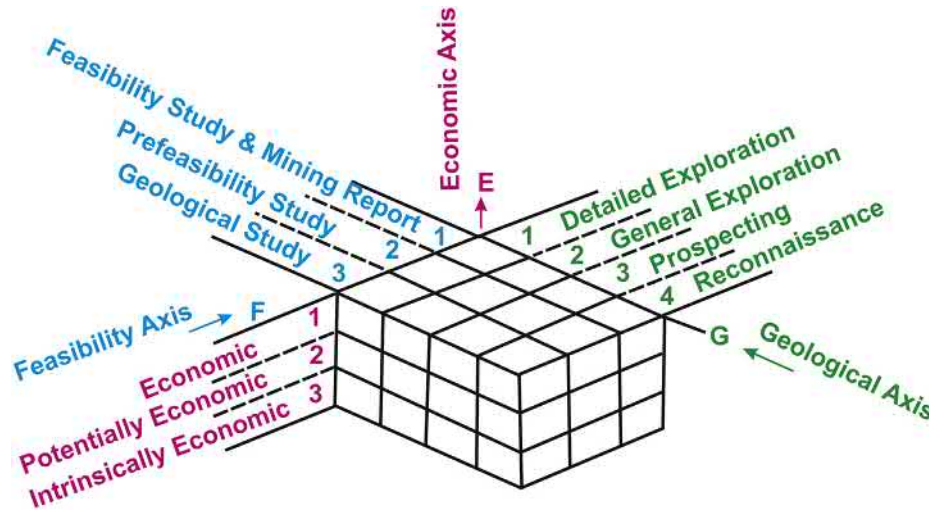 Economic Axis
E
Feasibility Study & Mining Report 1
Prefeasibility Study 2
Geological Study 3
1 Detailed Exploration
2 General Exploration
3 Prospecting
4 Reconnaissance
Feasibility Axis
F
G
Geological Axis
Economic 1
Potentially Economic 2
Intrinsically Economic 3